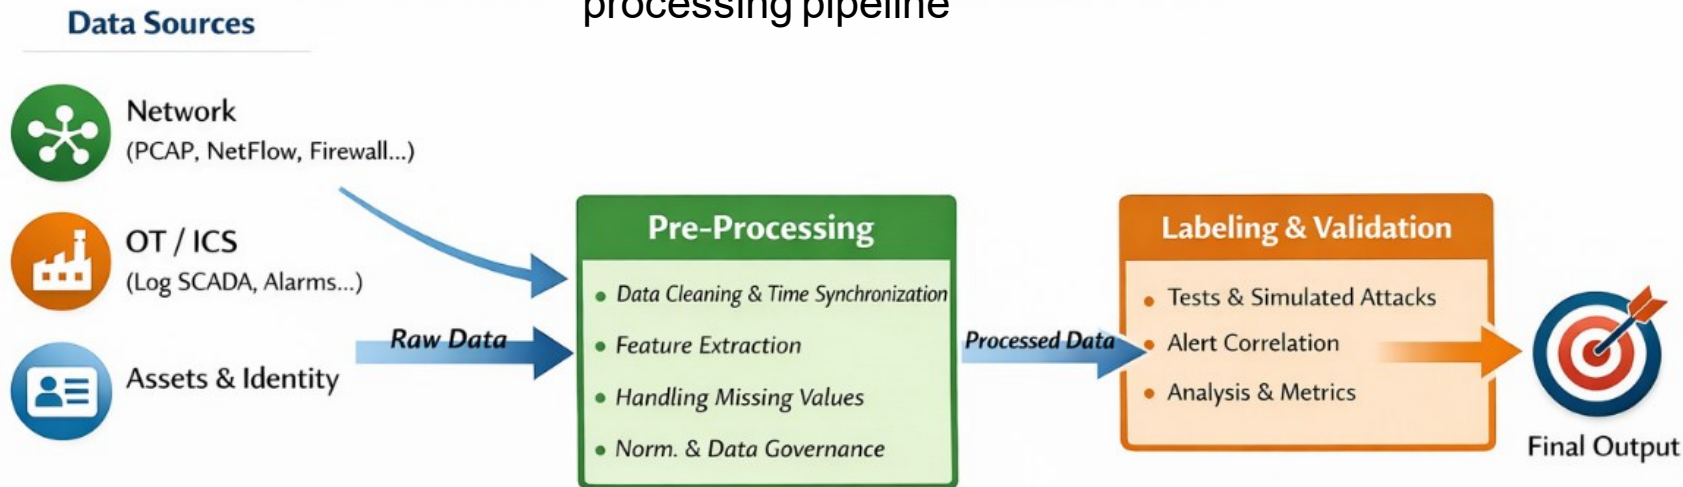 processing pipeline
Data Sources
Network
(PCAP, NetFlow, Firewall...)
OT / ICS
(Log SCADA, Alarms...)
Assets & Identity
Raw Data
Pre-Processing
• Data Cleaning & Time Synchronization
• Feature Extraction
• Handling Missing Values
• Norm. & Data Governance
Processed Data
Labeling & Validation
• Tests & Simulated Attacks
• Alert Correlation
• Analysis & Metrics
Final Output